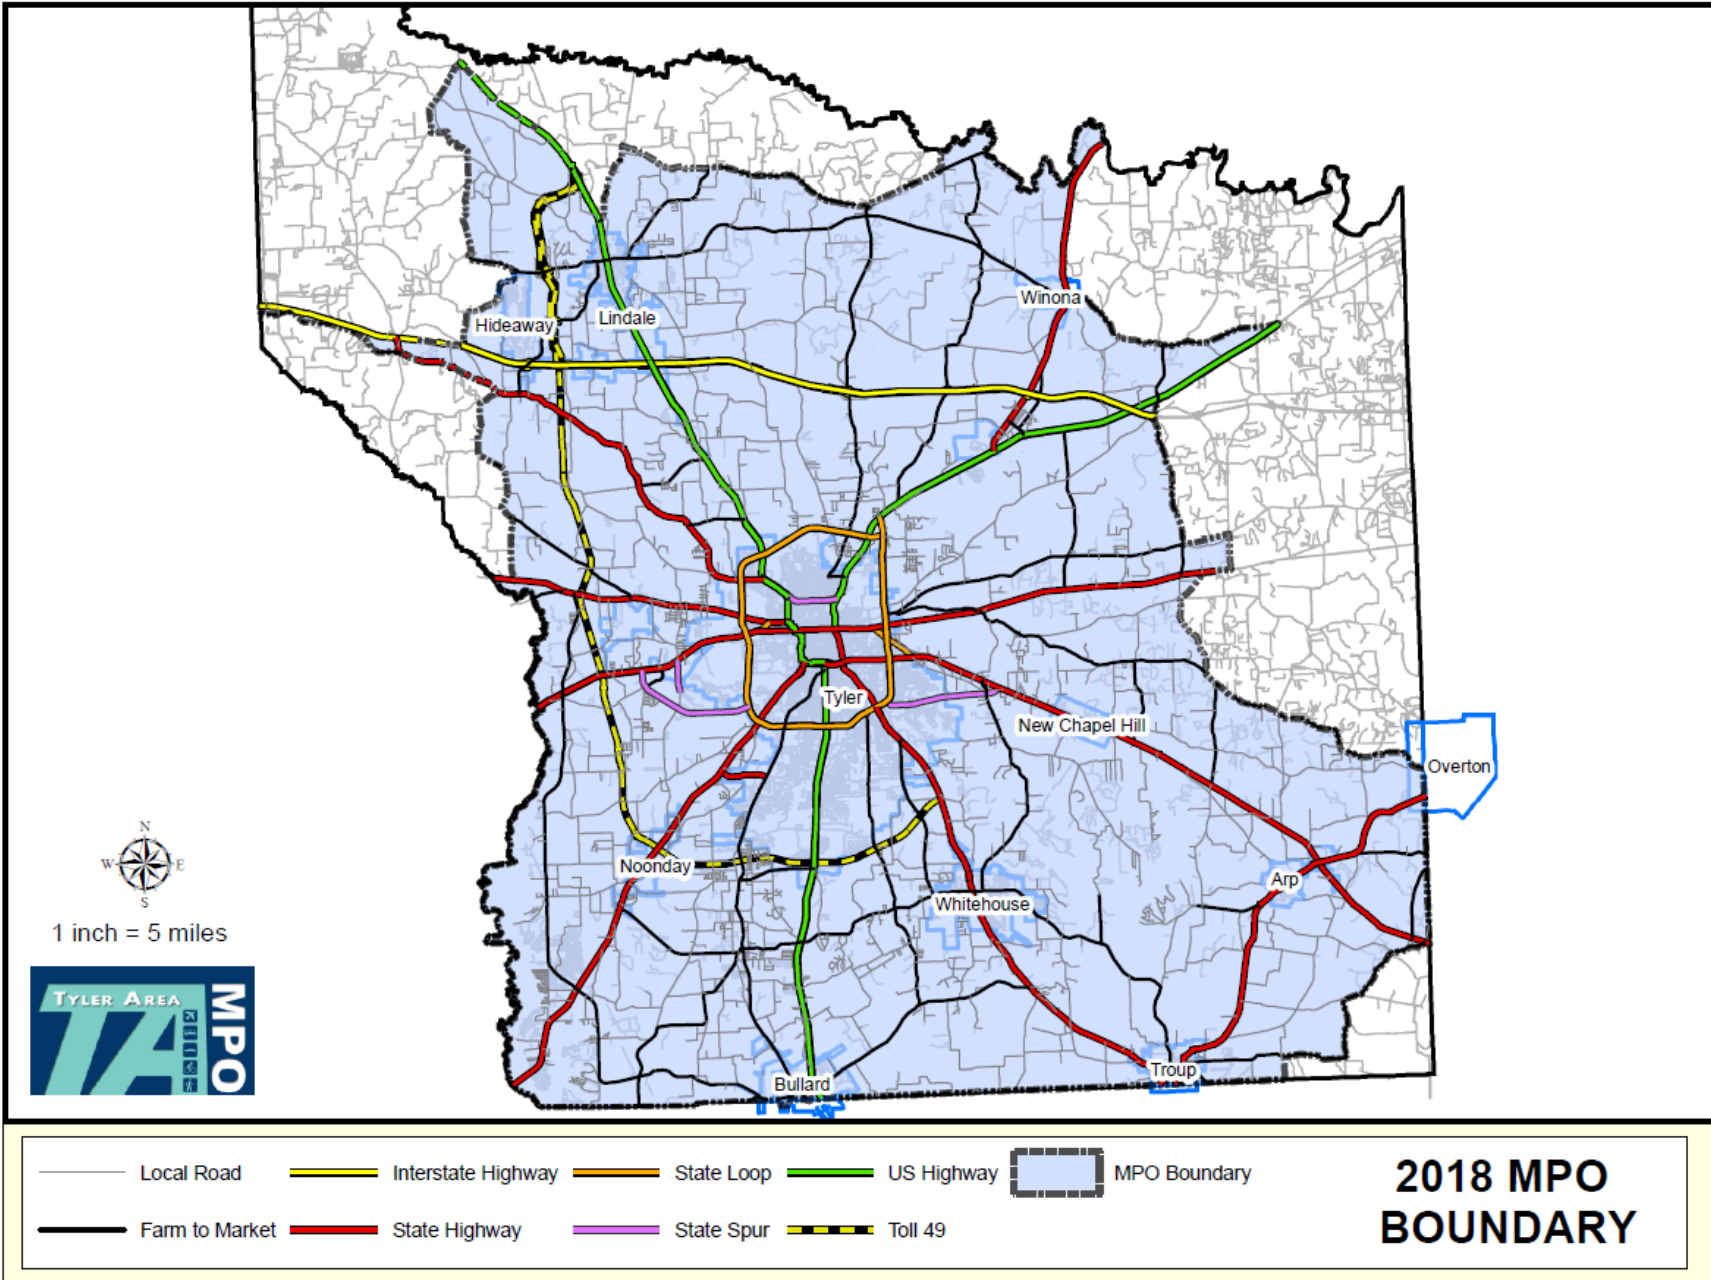 Winona
Hideaway
Lindale
Tyler
New Chapel Hill
Overton
Noonday
Arp
Whitehouse
Troup
Bullard
N
W
E
S
1 inch = 5 miles
TYLER AREA
TA
MPO
Local Road
Interstate Highway
State Loop
US Highway
MPO Boundary
Farm to Market
State Highway
State Spur
Toll 49
2018 MPO
BOUNDARY